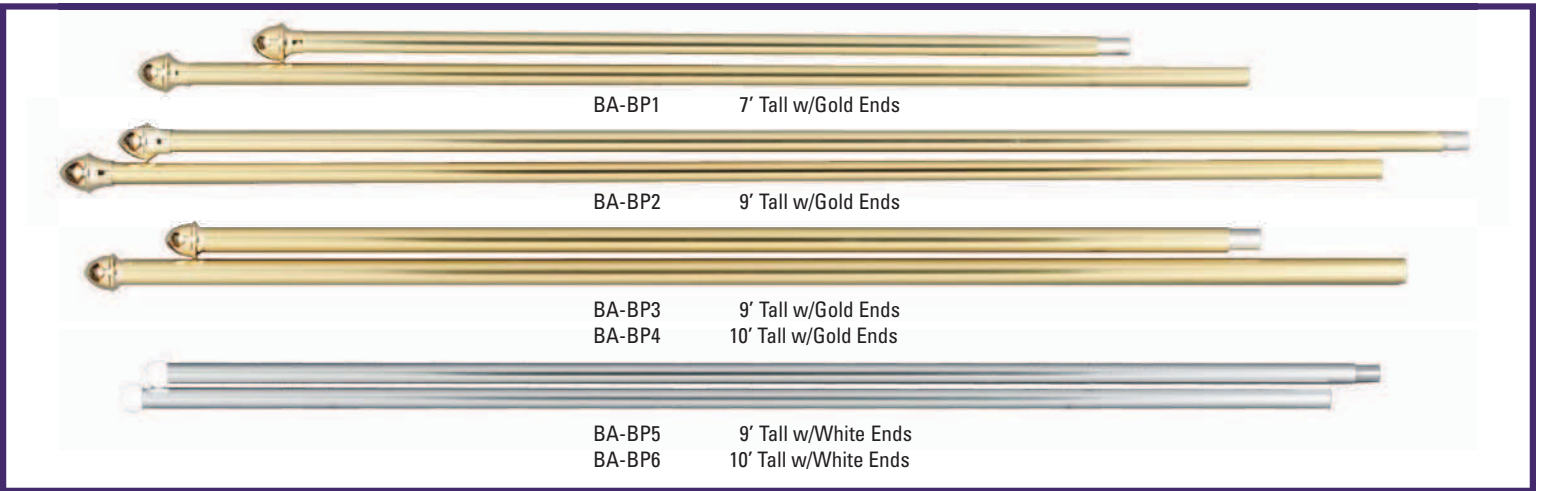 BA-BP1 7′ Tall w/Gold Ends
BA-BP2 9′ Tall w/Gold Ends
BA-BP3 9′ Tall w/Gold Ends
BA-BP4 10′ Tall w/Gold Ends
BA-BP5 9′ Tall w/White Ends
BA-BP6 10′ Tall w/White Ends